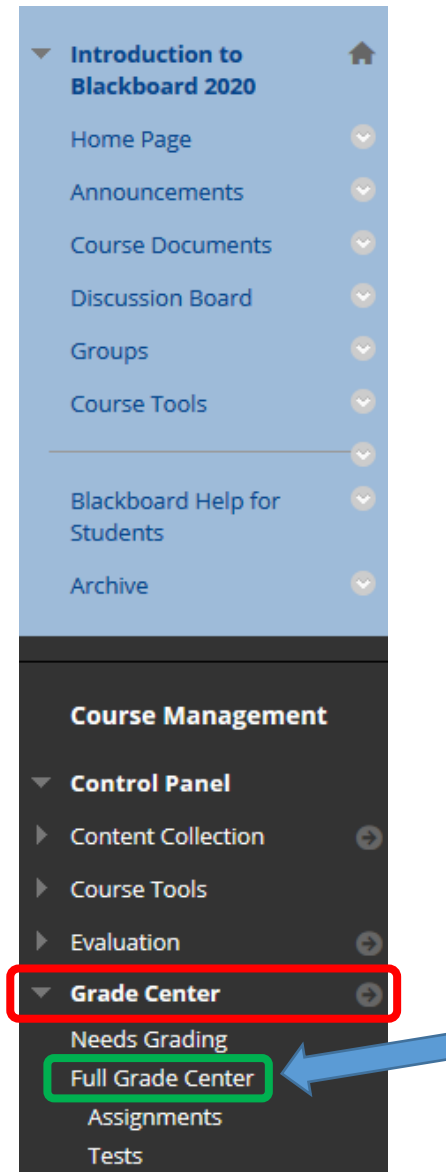 Introduction to
Blackboard 2020
Home Page
Announcements
Course Documents
Discussion Board
Groups
Course Tools
Blackboard Help for
Students
Archive
Course Management
Control Panel
Content Collection
Course Tools
Evaluation
Grade Center
Needs Grading
Full Grade Center
Assignments
Tests